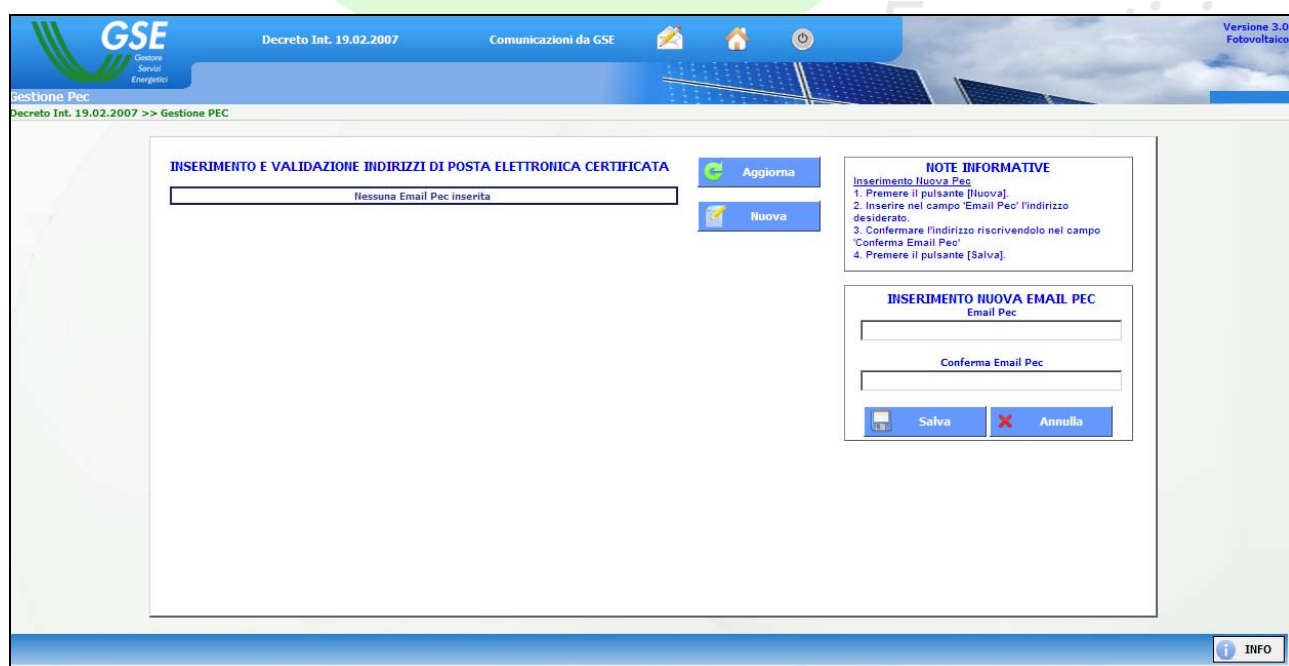 GSE
Gestore
Servizi
Energetici
Decreto Int. 19.02.2007
Comunicazioni da GSE
Versione 3.0
Fotovoltaico
Gestione Pec
Decreto Int. 19.02.2007 >> Gestione PEC
INSERIMENTO E VALIDAZIONE INDIRIZZI DI POSTA ELETTRONICA CERTIFICATA
Nessuna Email Pec inserita
Aggiorna
Nuova
NOTE INFORMATIVE
Inserimento Nuova Pec
1. Premere il pulsante [Nuova].
2. Inserire nel campo 'Email Pec' l'indirizzo
desiderato.
3. Confermare l'indirizzo riscrivendolo nel campo
'Conferma Email Pec'
4. Premere il pulsante [Salva].
INSERIMENTO NUOVA EMAIL PEC
Email Pec
Conferma Email Pec
Salva
Annulla
INFO